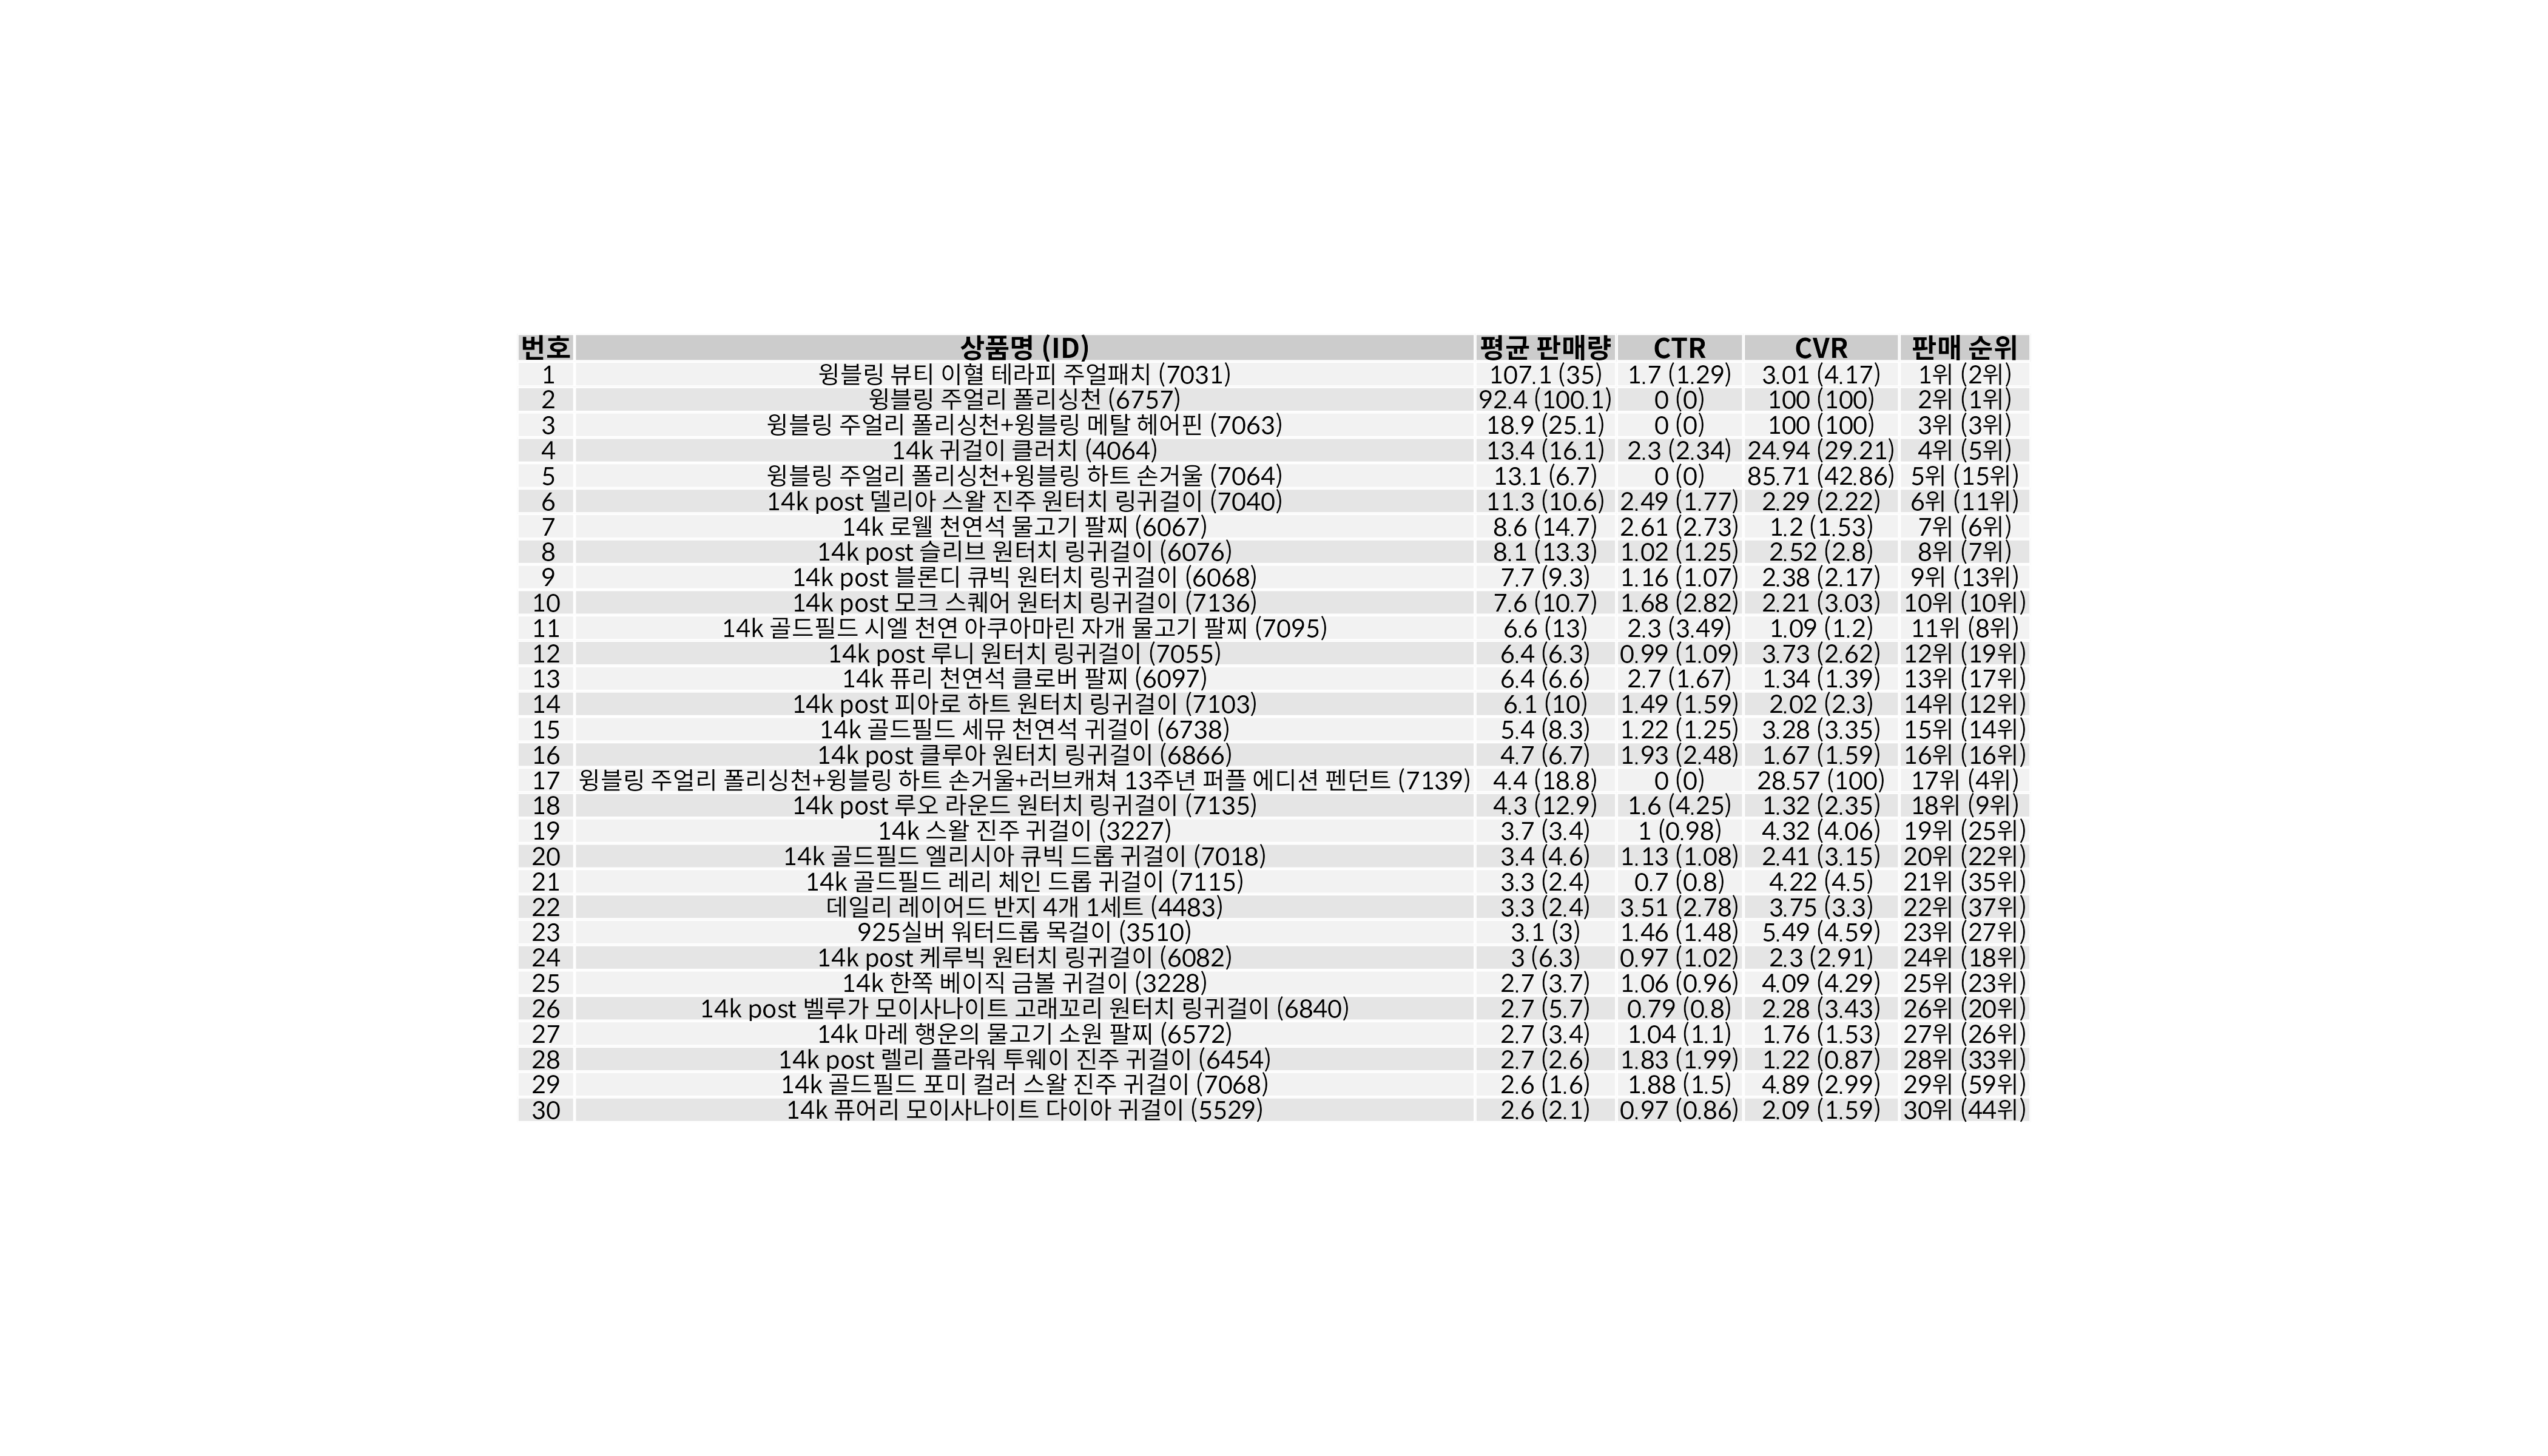 번호 상품명 (ID) 평균 판매량 CTR CVR 판매 순위
1 윙블링 뷰티 이혈 테라피 주얼패치 (7031) 107.1 (35) 1.7 (1.29) 3.01 (4.17) 1위 (2위)
2 윙블링 주얼리 폴리싱천 (6757) 92.4 (100.1) 0 (0) 100 (100) 2위 (1위)
3 윙블링 주얼리 폴리싱천+윙블링 메탈 헤어핀 (7063) 18.9 (25.1) 0 (0) 100 (100) 3위 (3위)
4 14k 귀걸이 클러치 (4064) 13.4 (16.1) 2.3 (2.34) 24.94 (29.21) 4위 (5위)
5 윙블링 주얼리 폴리싱천+윙블링 하트 손거울 (7064) 13.1 (6.7) 0 (0) 85.71 (42.86) 5위 (15위)
6 14k post 델리아 스왈 진주 원터치 링귀걸이 (7040) 11.3 (10.6) 2.49 (1.77) 2.29 (2.22) 6위 (11위)
7 14k 로웰 천연석 물고기 팔찌 (6067) 8.6 (14.7) 2.61 (2.73) 1.2 (1.53) 7위 (6위)
8 14k post 슬리브 원터치 링귀걸이 (6076) 8.1 (13.3) 1.02 (1.25) 2.52 (2.8) 8위 (7위)
9 14k post 블론디 큐빅 원터치 링귀걸이 (6068) 7.7 (9.3) 1.16 (1.07) 2.38 (2.17) 9위 (13위)
10 14k post 모크 스퀘어 원터치 링귀걸이 (7136) 7.6 (10.7) 1.68 (2.82) 2.21 (3.03) 10위 (10위)
11 14k 골드필드 시엘 천연 아쿠아마린 자개 물고기 팔찌 (7095) 6.6 (13) 2.3 (3.49) 1.09 (1.2) 11위 (8위)
12 14k post 루니 원터치 링귀걸이 (7055) 6.4 (6.3) 0.99 (1.09) 3.73 (2.62) 12위 (19위)
13 14k 퓨리 천연석 클로버 팔찌 (6097) 6.4 (6.6) 2.7 (1.67) 1.34 (1.39) 13위 (17위)
14 14k post 피아로 하트 원터치 링귀걸이 (7103) 6.1 (10) 1.49 (1.59) 2.02 (2.3) 14위 (12위)
15 14k 골드필드 세뮤 천연석 귀걸이 (6738) 5.4 (8.3) 1.22 (1.25) 3.28 (3.35) 15위 (14위)
16 14k post 클루아 원터치 링귀걸이 (6866) 4.7 (6.7) 1.93 (2.48) 1.67 (1.59) 16위 (16위)
17 윙블링 주얼리 폴리싱천+윙블링 하트 손거울+러브캐쳐 13주년 퍼플 에디션 펜던트 (7139) 4.4 (18.8) 0 (0) 28.57 (100) 17위 (4위)
18 14k post 루오 라운드 원터치 링귀걸이 (7135) 4.3 (12.9) 1.6 (4.25) 1.32 (2.35) 18위 (9위)
19 14k 스왈 진주 귀걸이 (3227) 3.7 (3.4) 1 (0.98) 4.32 (4.06) 19위 (25위)
20 14k 골드필드 엘리시아 큐빅 드롭 귀걸이 (7018) 3.4 (4.6) 1.13 (1.08) 2.41 (3.15) 20위 (22위)
21 14k 골드필드 레리 체인 드롭 귀걸이 (7115) 3.3 (2.4) 0.7 (0.8) 4.22 (4.5) 21위 (35위)
22 데일리 레이어드 반지 4개 1세트 (4483) 3.3 (2.4) 3.51 (2.78) 3.75 (3.3) 22위 (37위)
23 925실버 워터드롭 목걸이 (3510) 3.1 (3) 1.46 (1.48) 5.49 (4.59) 23위 (27위)
24 14k post 케루빅 원터치 링귀걸이 (6082) 3 (6.3) 0.97 (1.02) 2.3 (2.91) 24위 (18위)
25 14k 한쪽 베이직 금볼 귀걸이 (3228) 2.7 (3.7) 1.06 (0.96) 4.09 (4.29) 25위 (23위)
26 14k post 벨루가 모이사나이트 고래꼬리 원터치 링귀걸이 (6840) 2.7 (5.7) 0.79 (0.8) 2.28 (3.43) 26위 (20위)
27 14k 마레 행운의 물고기 소원 팔찌 (6572) 2.7 (3.4) 1.04 (1.1) 1.76 (1.53) 27위 (26위)
28 14k post 렐리 플라워 투웨이 진주 귀걸이 (6454) 2.7 (2.6) 1.83 (1.99) 1.22 (0.87) 28위 (33위)
29 14k 골드필드 포미 컬러 스왈 진주 귀걸이 (7068) 2.6 (1.6) 1.88 (1.5) 4.89 (2.99) 29위 (59위)
30 14k 퓨어리 모이사나이트 다이아 귀걸이 (5529) 2.6 (2.1) 0.97 (0.86) 2.09 (1.59) 30위 (44위)